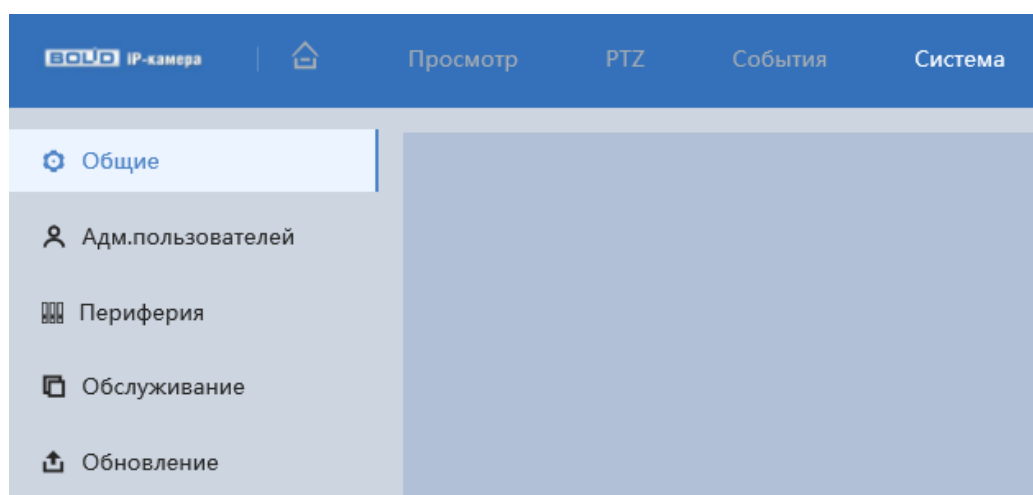 BOLID IP-камера Просмотр PTZ События Система
Общие
Адм.пользователей
Периферия
Обслуживание
Обновление